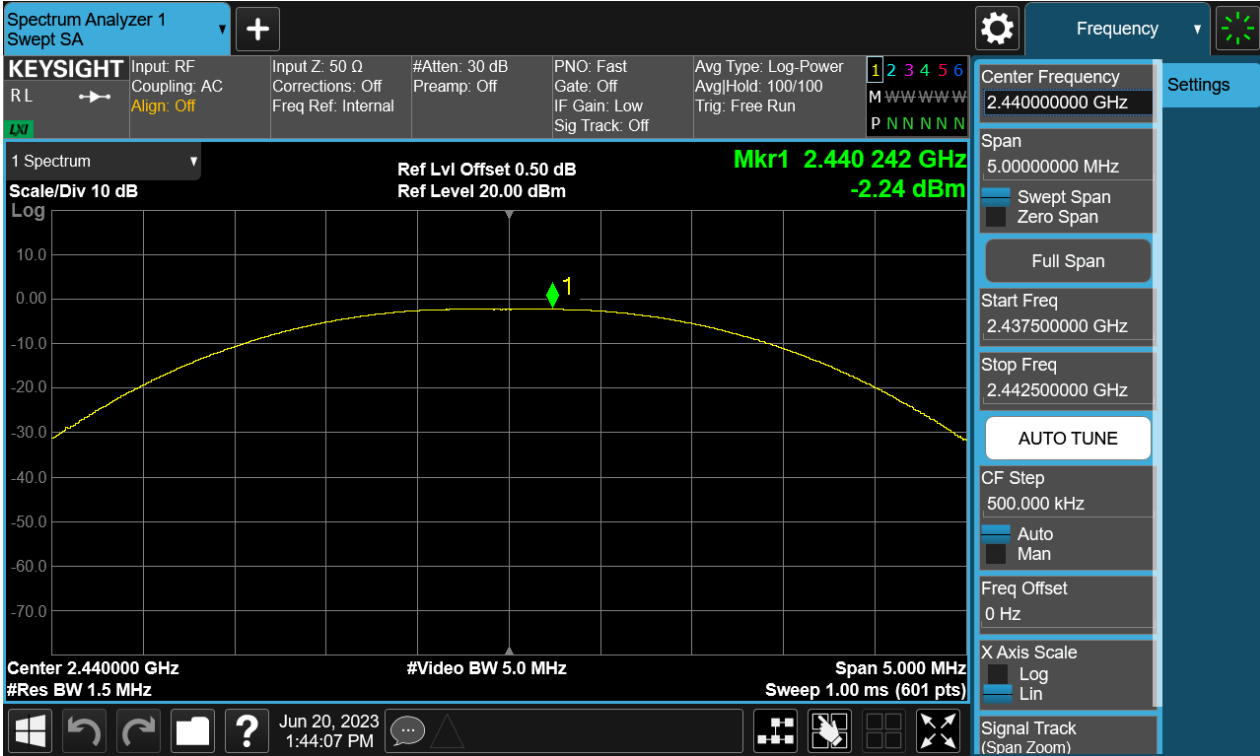 Spectrum Analyzer 1
Swept SA
Frequency
KEYSIGHT
R L
LXI
Input: RF
Coupling: AC
Align: Off
Input Z: 50 Ω
Corrections: Off
Freq Ref: Internal
#Atten: 30 dB
Preamp: Off
PNO: Fast
Gate: Off
IF Gain: Low
Sig Track: Off
Avg Type: Log-Power
Avg|Hold: 100/100
Trig: Free Run
1 2 3 4 5 6
M W W W W W
P N N N N N
1 Spectrum
Scale/Div 10 dB
Log
Ref Lvl Offset 0.50 dB
Ref Level 20.00 dBm
Mkr1 2.440 242 GHz
-2.24 dBm
1
10.0
0.00
-10.0
-20.0
-30.0
-40.0
-50.0
-60.0
-70.0
Center 2.440000 GHz
#Res BW 1.5 MHz
#Video BW 5.0 MHz
Span 5.000 MHz
Sweep 1.00 ms (601 pts)
Center Frequency
2.440000000 GHz
Settings
Span
5.00000000 MHz
Swept Span
Zero Span
Full Span
Start Freq
2.437500000 GHz
Stop Freq
2.442500000 GHz
AUTO TUNE
CF Step
500.000 kHz
Auto
Man
Freq Offset
0 Hz
X Axis Scale
Log
Lin
Signal Track
(Span Zoom)
?
Jun 20, 2023
1:44:07 PM